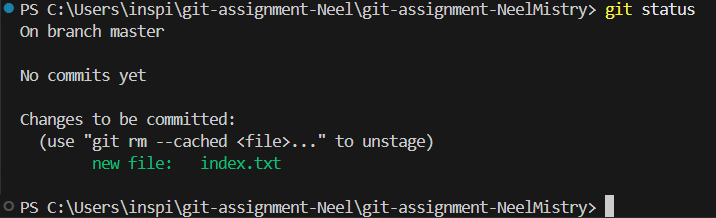 PS C:\Users\inspi\git-assignment-Neel\git-assignment-NeelMistry> git status
On branch master
No commits yet
Changes to be committed:
(use "git rm --cached <file>..." to unstage)
new file: index.txt
PS C:\Users\inspi\git-assignment-Neel\git-assignment-NeelMistry>